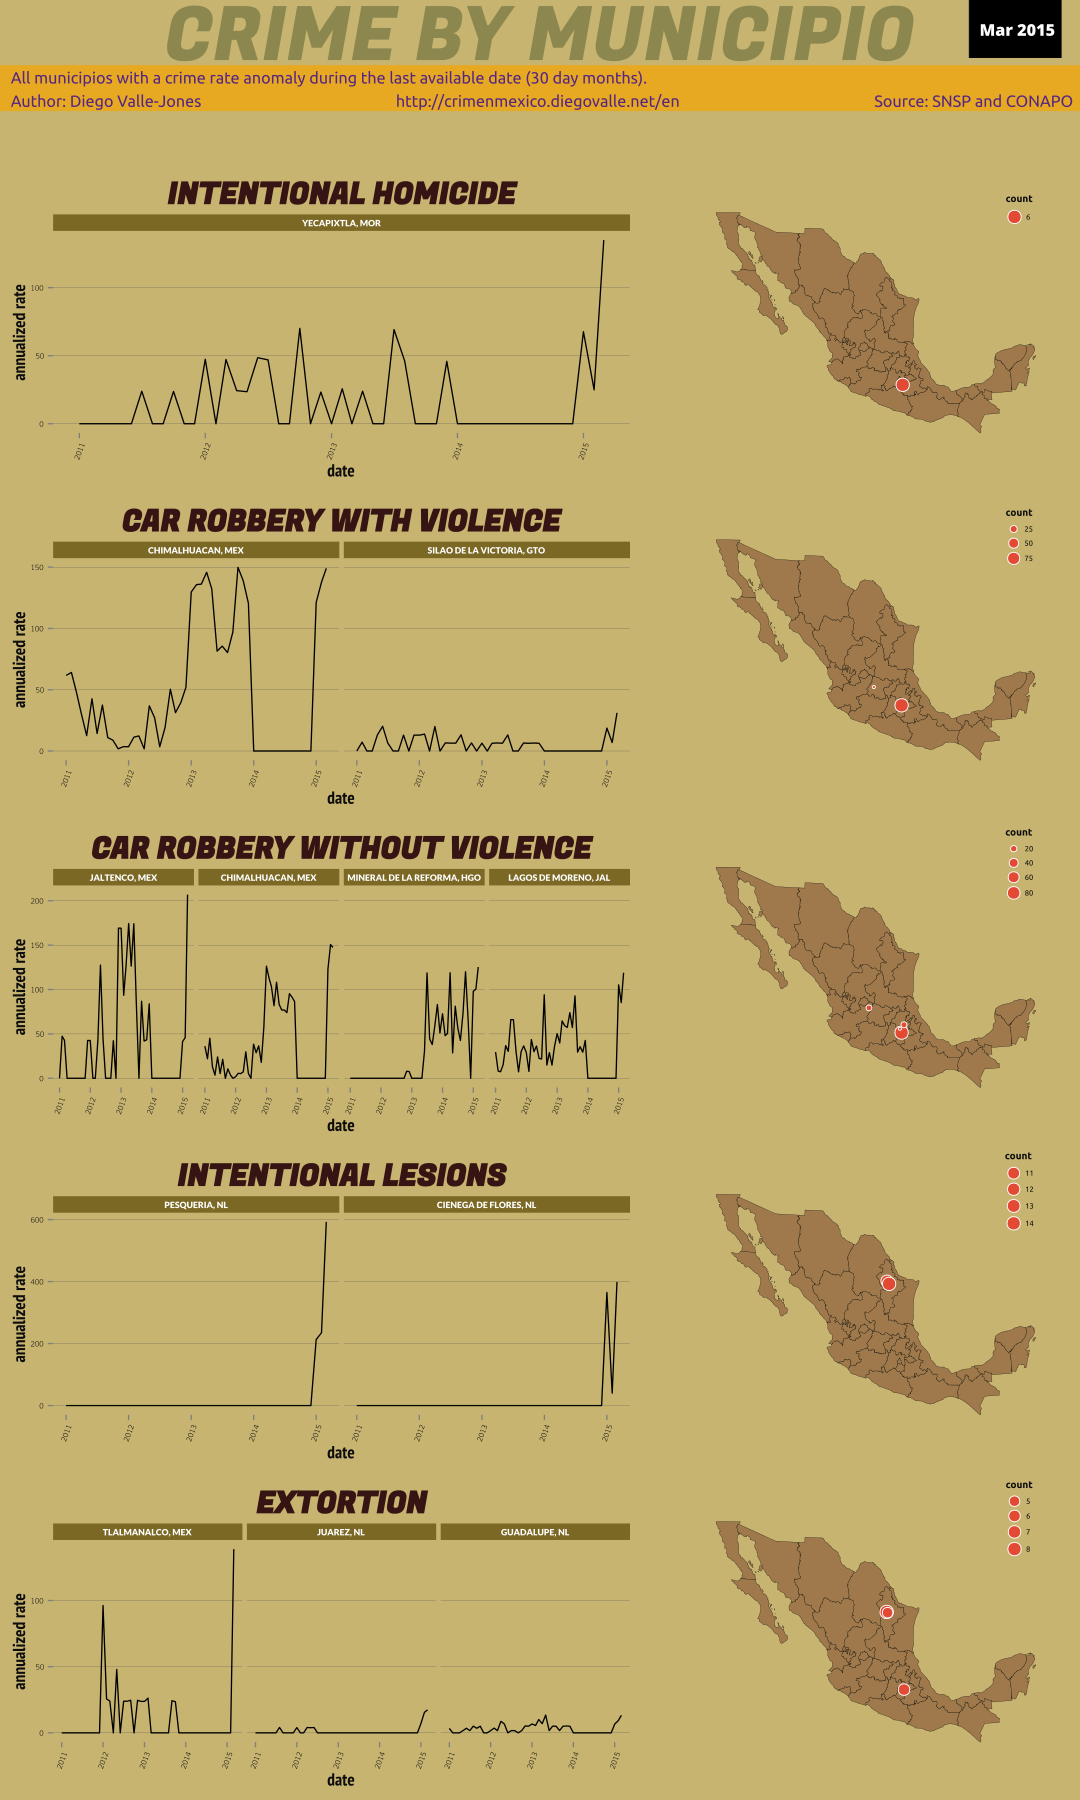 CRIME BY MUNICIPIO
Mar 2015
All municipios with a crime rate anomaly during the last available date (30 day months).
Author: Diego Valle-Jones
http://crimenmexico.diegovalle.net/en
Source: SNSP and CONAPO
INTENTIONAL HOMICIDE
YECAPIXTLA, MOR
annualized rate
100
50
0
2011 2012 2013 2014 2015
date
count
6
CAR ROBBERY WITH VIOLENCE
CHIMALHUACAN, MEX
SILAO DE LA VICTORIA, GTO
annualized rate
150
100
50
0
2011 2012 2013 2014 2015
2011 2012 2013 2014 2015
date
count
25
50
75
CAR ROBBERY WITHOUT VIOLENCE
JALTENCO, MEX
CHIMALHUACAN, MEX
MINERAL DE LA REFORMA, HGO
LAGOS DE MORENO, JAL
annualized rate
200
150
100
50
0
2011 2012 2013 2014 2015
2011 2012 2013 2014 2015
2011 2012 2013 2014 2015
2011 2012 2013 2014 2015
date
count
20
40
60
80
INTENTIONAL LESIONS
PESQUERIA, NL
CIENEGA DE FLORES, NL
annualized rate
600
400
200
0
2011 2012 2013 2014 2015
2011 2012 2013 2014 2015
date
count
11
12
13
14
EXTORTION
TLALMANALCO, MEX
JUAREZ, NL
GUADALUPE, NL
annualized rate
100
50
0
2011 2012 2013 2014 2015
2011 2012 2013 2014 2015
2011 2012 2013 2014 2015
date
count
5
6
7
8